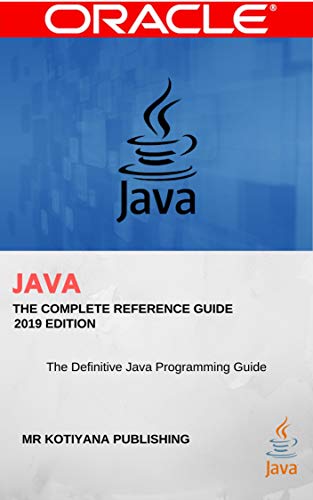 ORACLE®
Java
JAVA
THE COMPLETE REFERENCE GUIDE
2019 EDITION
The Definitive Java Programming Guide
MR KOTIYANA PUBLISHING
Java